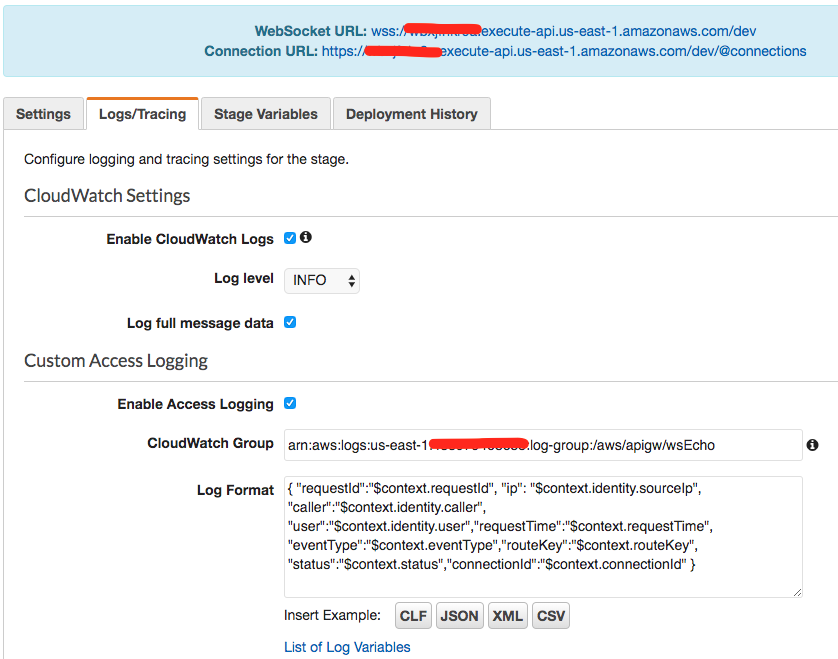 WebSocket URL: wss:// .execute-api.us-east-1.amazonaws.com/dev
Connection URL: https:// execute-api.us-east-1.amazonaws.com/dev/@connections
Settings Logs/Tracing Stage Variables Deployment History
Configure logging and tracing settings for the stage.
CloudWatch Settings
Enable CloudWatch Logs
Log level INFO
Log full message data
Custom Access Logging
Enable Access Logging
CloudWatch Group arn:aws:logs:us-east-1: :log-group:/aws/apigw/wsEcho
Log Format { "requestId":"$context.requestId", "ip": "$context.identity.sourceIp",
"caller":"$context.identity.caller",
"user":"$context.identity.user","requestTime":"$context.requestTime",
"eventType":"$context.eventType","routeKey":"$context.routeKey",
"status":"$context.status","connectionId":"$context.connectionId" }
Insert Example: CLF JSON XML CSV
List of Log Variables